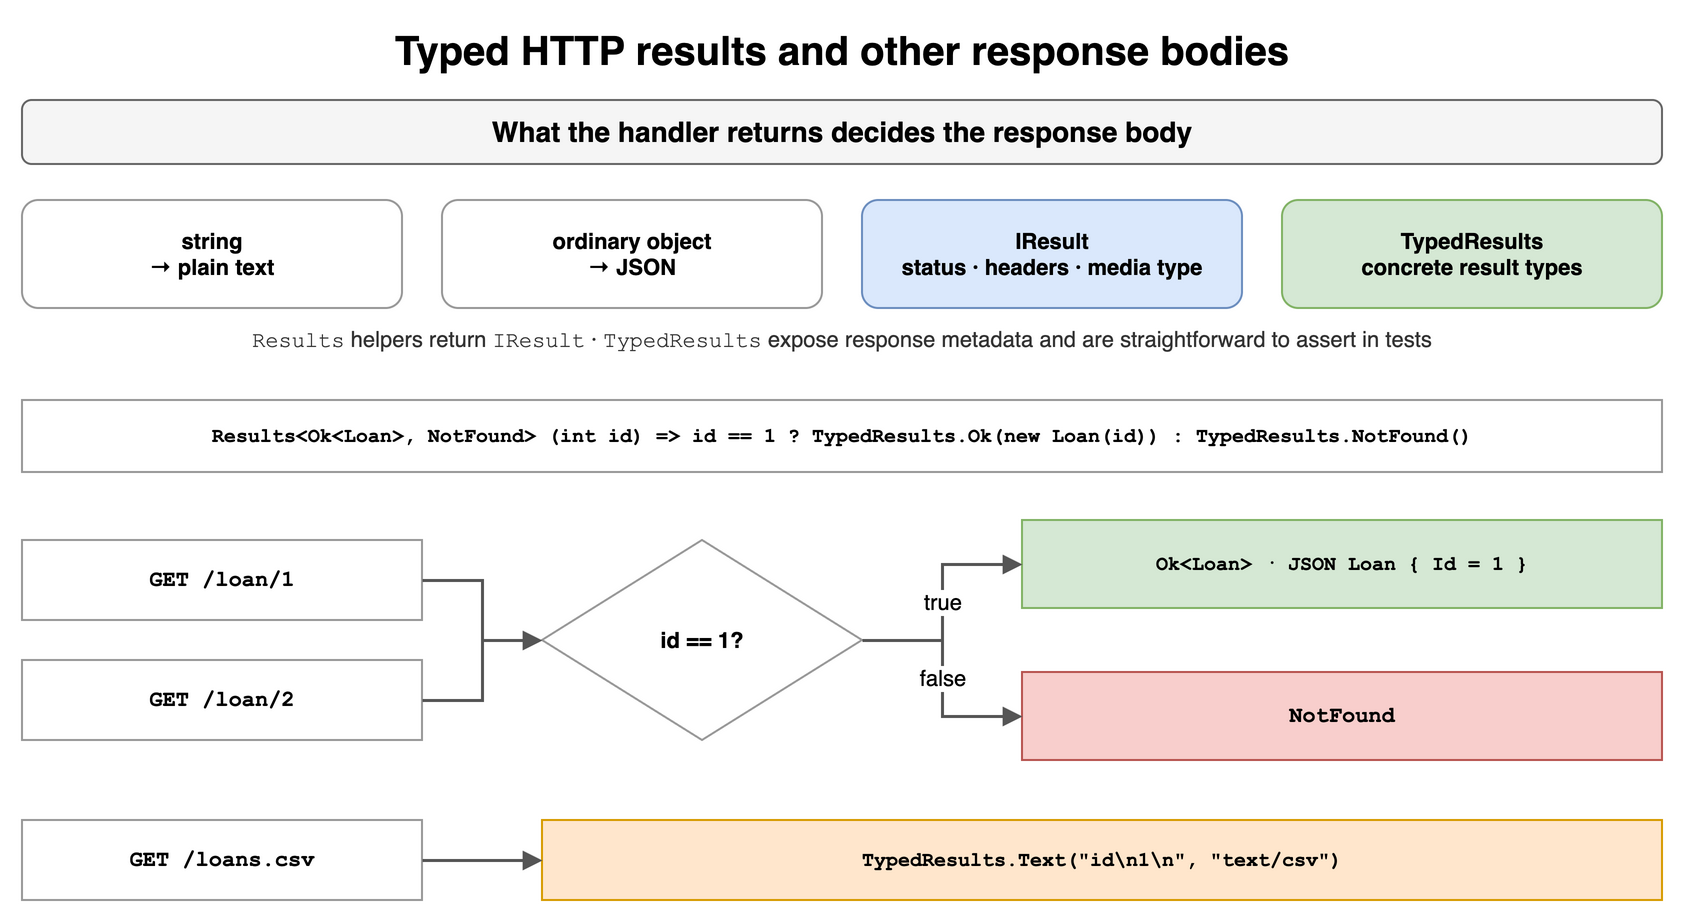 Typed HTTP results and other response bodies
What the handler returns decides the response body
string
→ plain text
ordinary object
→ JSON
IResult
status · headers · media type
TypedResults
concrete result types
Results helpers return IResult · TypedResults expose response metadata and are straightforward to assert in tests
Results<Ok<Loan>, NotFound> (int id) => id == 1 ? TypedResults.Ok(new Loan(id)) : TypedResults.NotFound()
GET /loan/1
GET /loan/2
id == 1?
true
false
Ok<Loan> · JSON Loan { Id = 1 }
NotFound
GET /loans.csv
TypedResults.Text("id\n1\n", "text/csv")